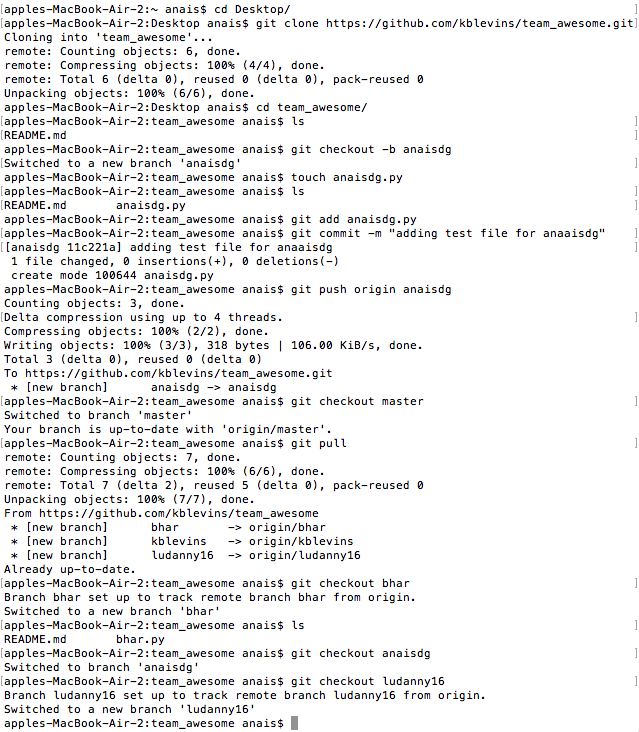 [apples-MacBook-Air-2:~ anais$ cd Desktop/ ]
[apples-MacBook-Air-2:Desktop anais$ git clone https://github.com/kblevins/team_awesome.git]
Cloning into 'team_awesome'...
remote: Counting objects: 6, done.
remote: Compressing objects: 100% (4/4), done.
remote: Total 6 (delta 0), reused 0 (delta 0), pack-reused 0
Unpacking objects: 100% (6/6), done.
apples-MacBook-Air-2:Desktop anais$ cd team_awesome/
[apples-MacBook-Air-2:team_awesome anais$ ls ]
README.md
[apples-MacBook-Air-2:team_awesome anais$ git checkout -b anaisdg ]
Switched to a new branch 'anaisdg'
[apples-MacBook-Air-2:team_awesome anais$ touch anaisdg.py ]
[apples-MacBook-Air-2:team_awesome anais$ ls ]
README.md       anaisdg.py
[apples-MacBook-Air-2:team_awesome anais$ git add anaisdg.py ]
[apples-MacBook-Air-2:team_awesome anais$ git commit -m "adding test file for anaaisdg" ]
[[anaisdg 11c221a] adding test file for anaaisdg ]
 1 file changed, 0 insertions(+), 0 deletions(-)
 create mode 100644 anaisdg.py
apples-MacBook-Air-2:team_awesome anais$ git push origin anaisdg
Counting objects: 3, done.
[Delta compression using up to 4 threads. ]
Compressing objects: 100% (2/2), done.
Writing objects: 100% (3/3), 318 bytes | 106.00 KiB/s, done.
Total 3 (delta 0), reused 0 (delta 0)
To https://github.com/kblevins/team_awesome.git
 * [new branch]      anaisdg -> anaisdg
[apples-MacBook-Air-2:team_awesome anais$ git checkout master ]
Switched to branch 'master'
Your branch is up-to-date with 'origin/master'.
[apples-MacBook-Air-2:team_awesome anais$ git pull ]
remote: Counting objects: 7, done.
remote: Compressing objects: 100% (6/6), done.
remote: Total 7 (delta 2), reused 5 (delta 0), pack-reused 0
Unpacking objects: 100% (7/7), done.
From https://github.com/kblevins/team_awesome
 * [new branch]      bhar       -> origin/bhar
 * [new branch]      kblevins   -> origin/kblevins
 * [new branch]      ludanny16  -> origin/ludanny16
Already up-to-date.
[apples-MacBook-Air-2:team_awesome anais$ git checkout bhar ]
Branch bhar set up to track remote branch bhar from origin.
Switched to a new branch 'bhar'
[apples-MacBook-Air-2:team_awesome anais$ ls ]
README.md       bhar.py
[apples-MacBook-Air-2:team_awesome anais$ git checkout anaisdg ]
Switched to branch 'anaisdg'
[apples-MacBook-Air-2:team_awesome anais$ git checkout ludanny16 ]
Branch ludanny16 set up to track remote branch ludanny16 from origin.
Switched to a new branch 'ludanny16'
apples-MacBook-Air-2:team_awesome anais$